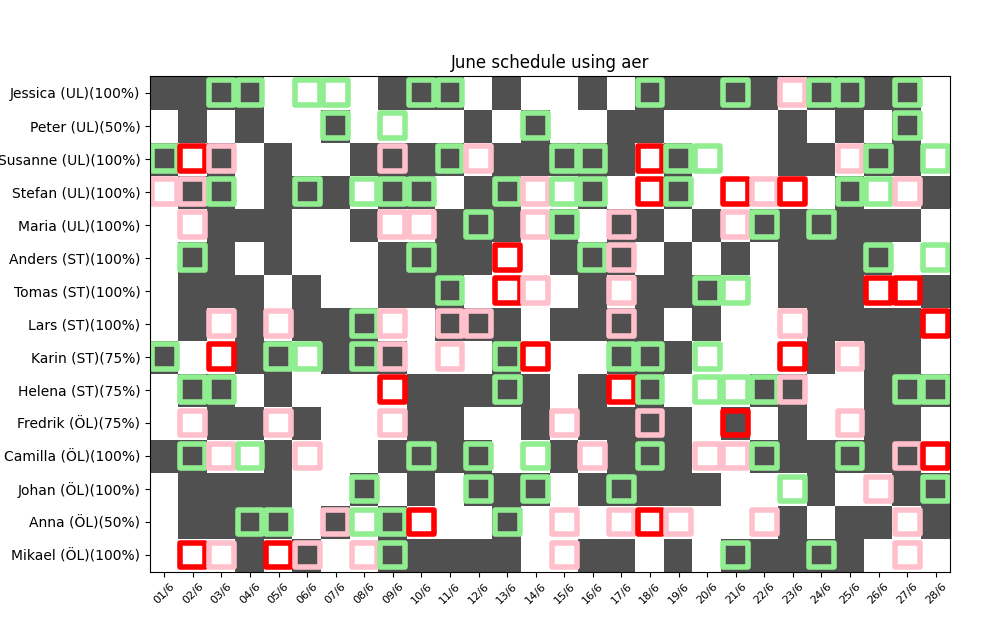 June schedule using aer
Jessica (UL)(100%)
Peter (UL)(50%)
Susanne (UL)(100%)
Stefan (UL)(100%)
Maria (UL)(100%)
Anders (ST)(100%)
Tomas (ST)(100%)
Lars (ST)(100%)
Karin (ST)(75%)
Helena (ST)(75%)
Fredrik (ÖL)(75%)
Camilla (ÖL)(100%)
Johan (ÖL)(100%)
Anna (ÖL)(50%)
Mikael (ÖL)(100%)
01/6 02/6 03/6 04/6 05/6 06/6 07/6 08/6 09/6 10/6 11/6 12/6 13/6 14/6 15/6 16/6 17/6 18/6 19/6 20/6 21/6 22/6 23/6 24/6 25/6 26/6 27/6 28/6